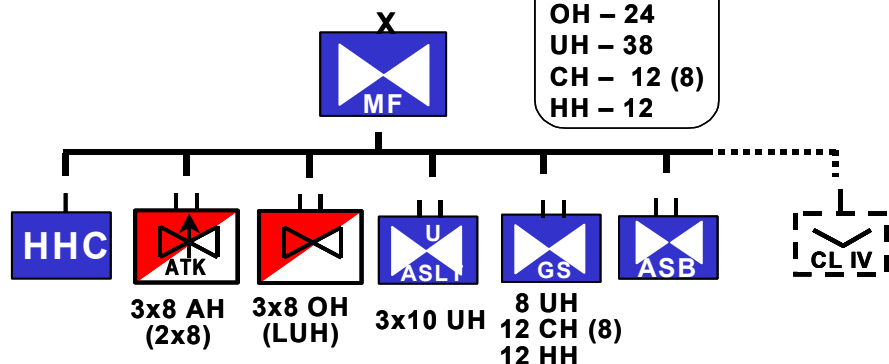 X
MF
OH – 24
UH – 38
CH – 12 (8)
HH – 12
HHC
ATK
3x8 AH
(2x8)
3x8 OH
(LUH)
U
ASLT
3x10 UH
GS
8 UH
12 CH (8)
12 HH
ASB
CL IV